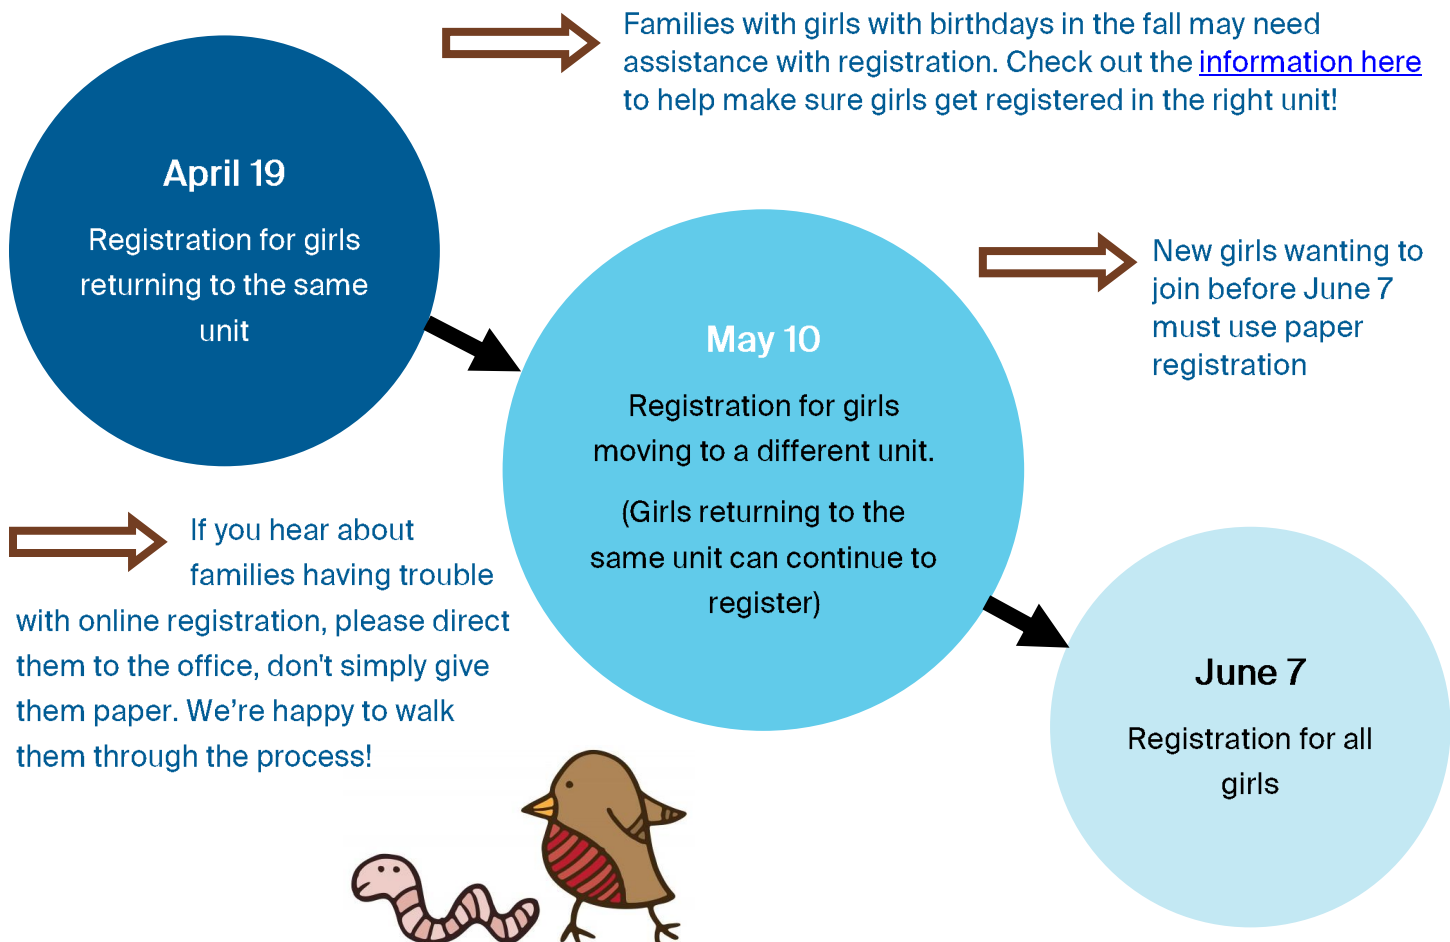 Families with girls with birthdays in the fall may need
assistance with registration. Check out the information here
to help make sure girls get registered in the right unit!
April 19
Registration for girls
returning to the same
unit
May 10
Registration for girls
moving to a different unit.
(Girls returning to the
same unit can continue to
register)
New girls wanting to
join before June 7
must use paper
registration
If you hear about
families having trouble
with online registration, please direct
them to the office, don't simply give
them paper. We’re happy to walk
them through the process!
June 7
Registration for all
girls